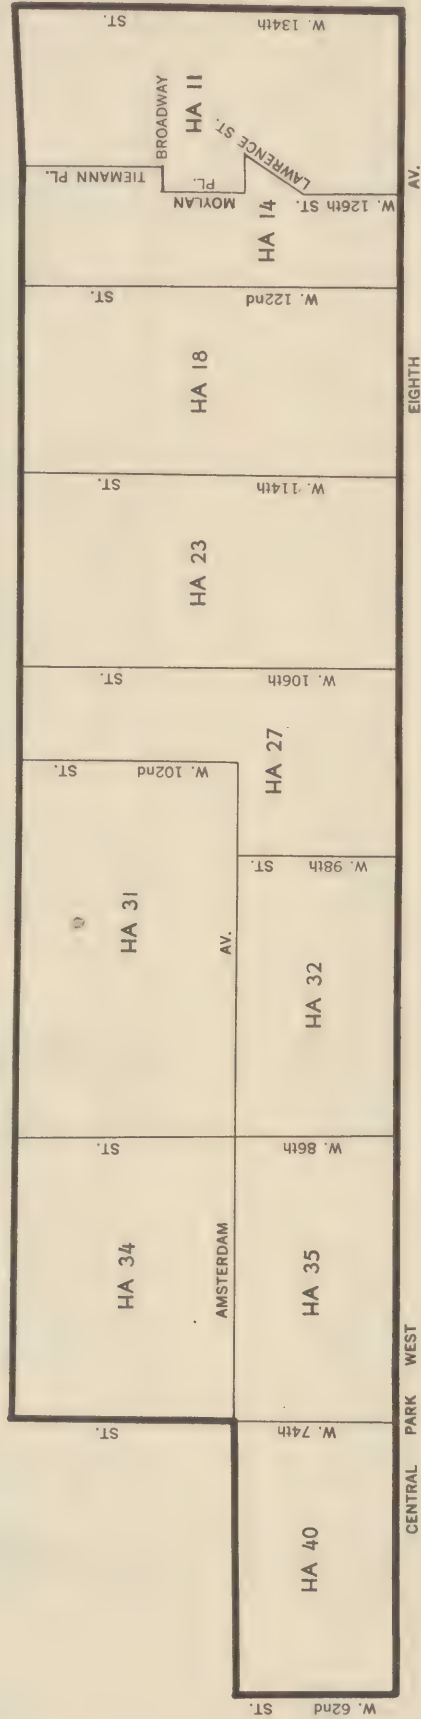 W. 134th ST.
BROADWAY
HA 11
TIEMANN PL.
MOYLAN PL.
LAWRENCE ST.
W. 126th ST.
HA 14
W. 122nd ST.
HA 18
W. 114th ST.
HA 23
W. 106th ST.
HA 27
W. 102nd ST.
HA 31
W. 98th ST.
HA 32
W. 86th ST.
HA 34
HA 35
AMSTERDAM AV.
W. 74th ST.
HA 40
W. 62nd ST.
CENTRAL PARK WEST
EIGHTH AV.